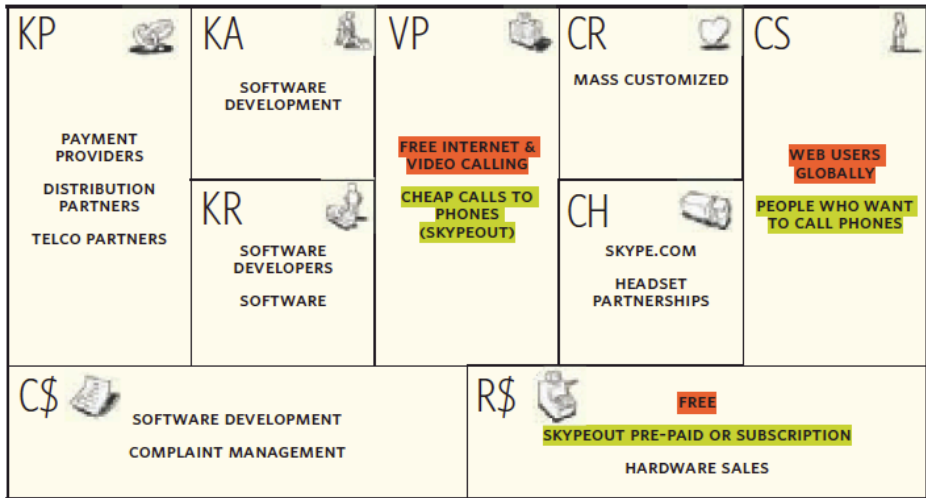 KP
PAYMENT
PROVIDERS
DISTRIBUTION
PARTNERS
TELCO PARTNERS
KA
SOFTWARE
DEVELOPMENT
KR
SOFTWARE
DEVELOPERS
SOFTWARE
VP
FREE INTERNET &
VIDEO CALLING
CHEAP CALLS TO
PHONES
(SKYPEOUT)
CR
MASS CUSTOMIZED
CH
SKYPE.COM
HEADSET
PARTNERSHIPS
CS
WEB USERS
GLOBALLY
PEOPLE WHO WANT
TO CALL PHONES
C$
SOFTWARE DEVELOPMENT
COMPLAINT MANAGEMENT
R$
FREE
SKYPEOUT PRE-PAID OR SUBSCRIPTION
HARDWARE SALES